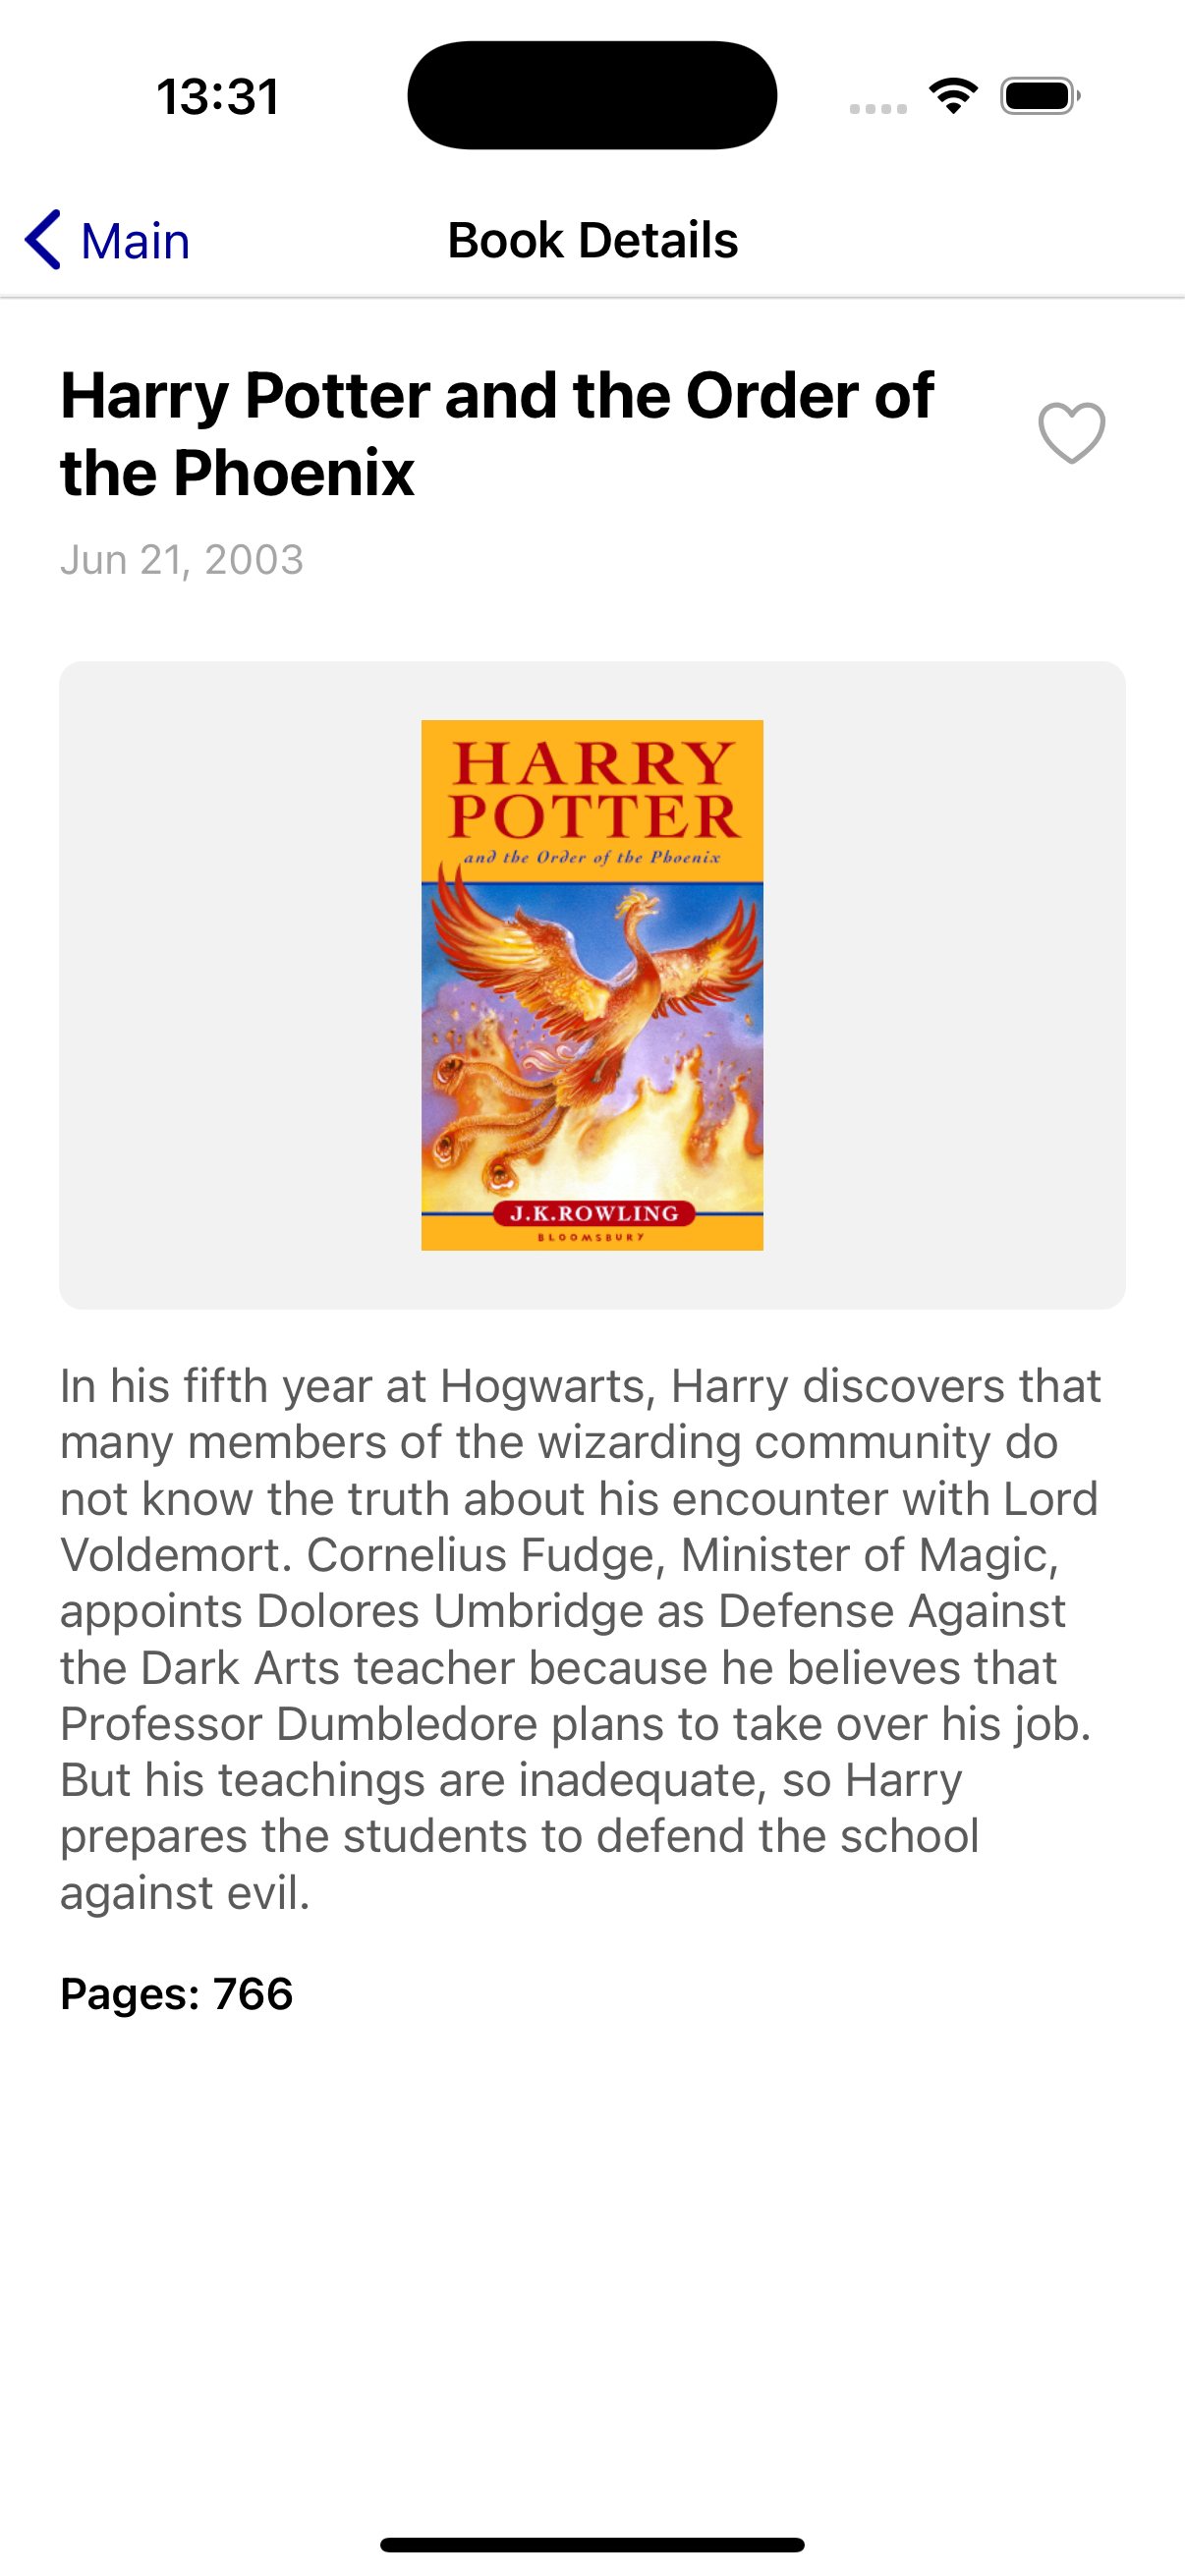 13:31
Main
Book Details
Harry Potter and the Order of
the Phoenix
Jun 21, 2003
HARRY
POTTER
and the Order of the Phoenix
J.K.ROWLING
BLOOMSBURY
In his fifth year at Hogwarts, Harry discovers that
many members of the wizarding community do
not know the truth about his encounter with Lord
Voldemort. Cornelius Fudge, Minister of Magic,
appoints Dolores Umbridge as Defense Against
the Dark Arts teacher because he believes that
Professor Dumbledore plans to take over his job.
But his teachings are inadequate, so Harry
prepares the students to defend the school
against evil.
Pages: 766